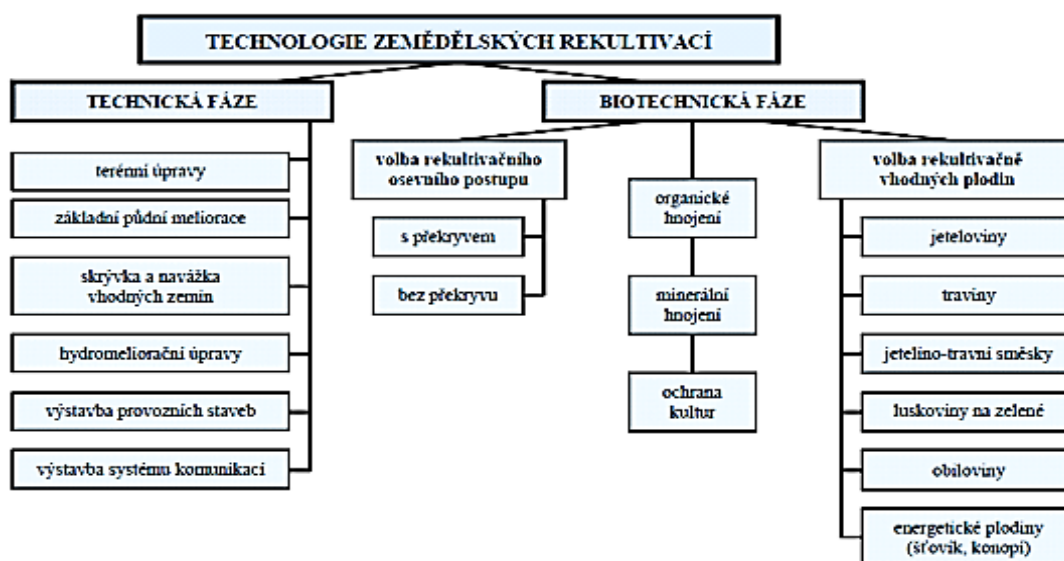 TECHNOLOGIE ZEMĚDĚLSKÝCH REKULTIVACÍ
TECHNICKÁ FÁZE
terénní úpravy
základní půdní meliorace
skrývka a navážka
vhodných zemin
hydromeliorační úpravy
výstavba provozních staveb
výstavba systému komunikací
BIOTECHNICKÁ FÁZE
volba rekultivačního
osevního postupu
s překryvem
bez překryvu
organické
hnojení
minerální
hnojení
ochrana
kultur
volba rekultivačně
vhodných plodin
jeteloviny
traviny
jetelino-travní směsky
luskoviny na zelené
obiloviny
energetické plodiny
(šťovík, konopí)